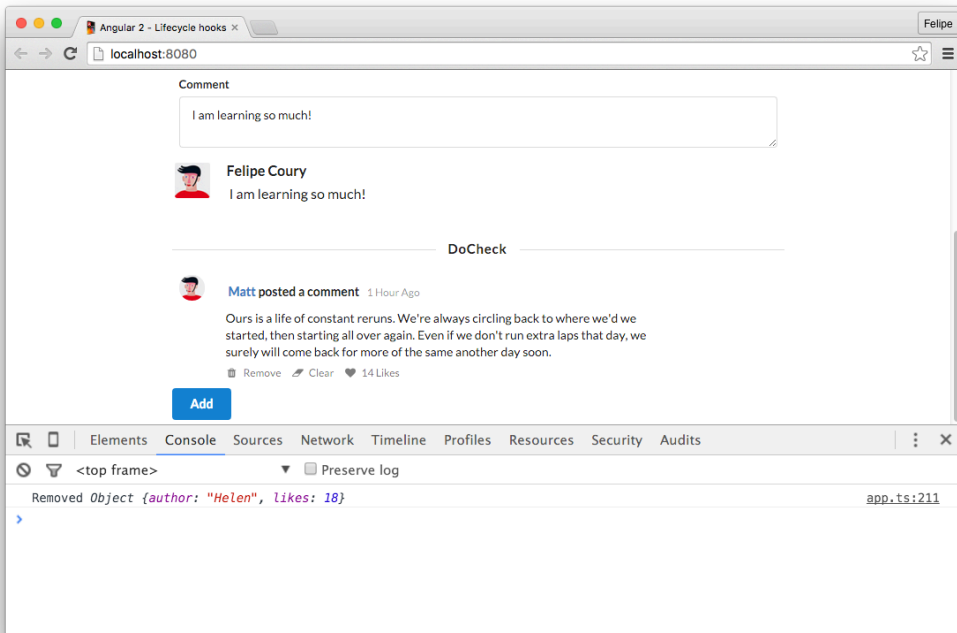 Angular 2 - Lifecycle hooks ×
Felipe
localhost:8080
Comment
I am learning so much!
Felipe Coury
I am learning so much!
DoCheck
Matt posted a comment 1 Hour Ago
Ours is a life of constant reruns. We're always circling back to where we'd we
started, then starting all over again. Even if we don't run extra laps that day, we
surely will come back for more of the same another day soon.
Remove Clear 14 Likes
Add
Elements Console Sources Network Timeline Profiles Resources Security Audits
<top frame> ▼ Preserve log
Removed Object {author: "Helen", likes: 18} app.ts:211